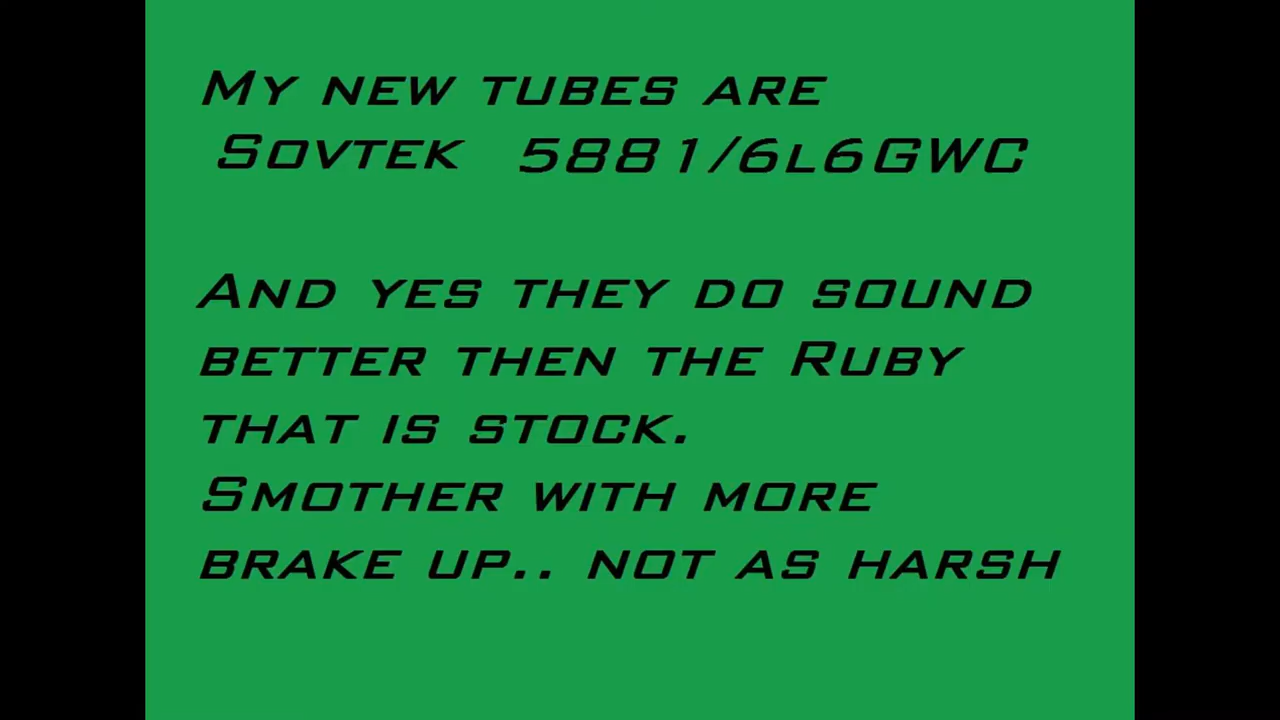 My new tubes are
Sovtek 5881/6L6GWC
And yes they do sound
better then the Ruby
that is stock.
Smother with more
brake up.. not as harsh